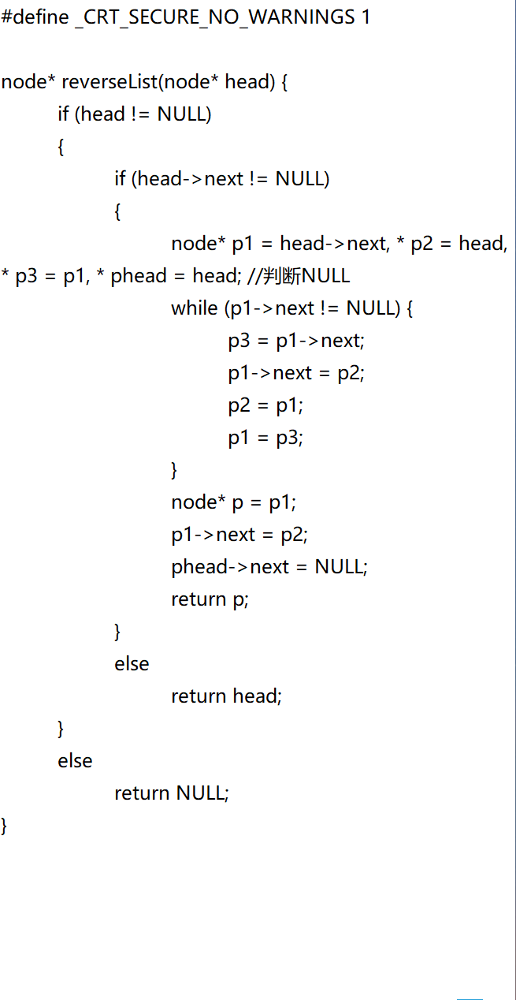 #define _CRT_SECURE_NO_WARNINGS 1
node* reverseList(node* head) {
if (head != NULL)
{
if (head->next != NULL)
{
node* p1 = head->next, * p2 = head,
* p3 = p1, * phead = head; //判断NULL
while (p1->next != NULL) {
p3 = p1->next;
p1->next = p2;
p2 = p1;
p1 = p3;
}
node* p = p1;
p1->next = p2;
phead->next = NULL;
return p;
}
else
return head;
}
else
return NULL;
}